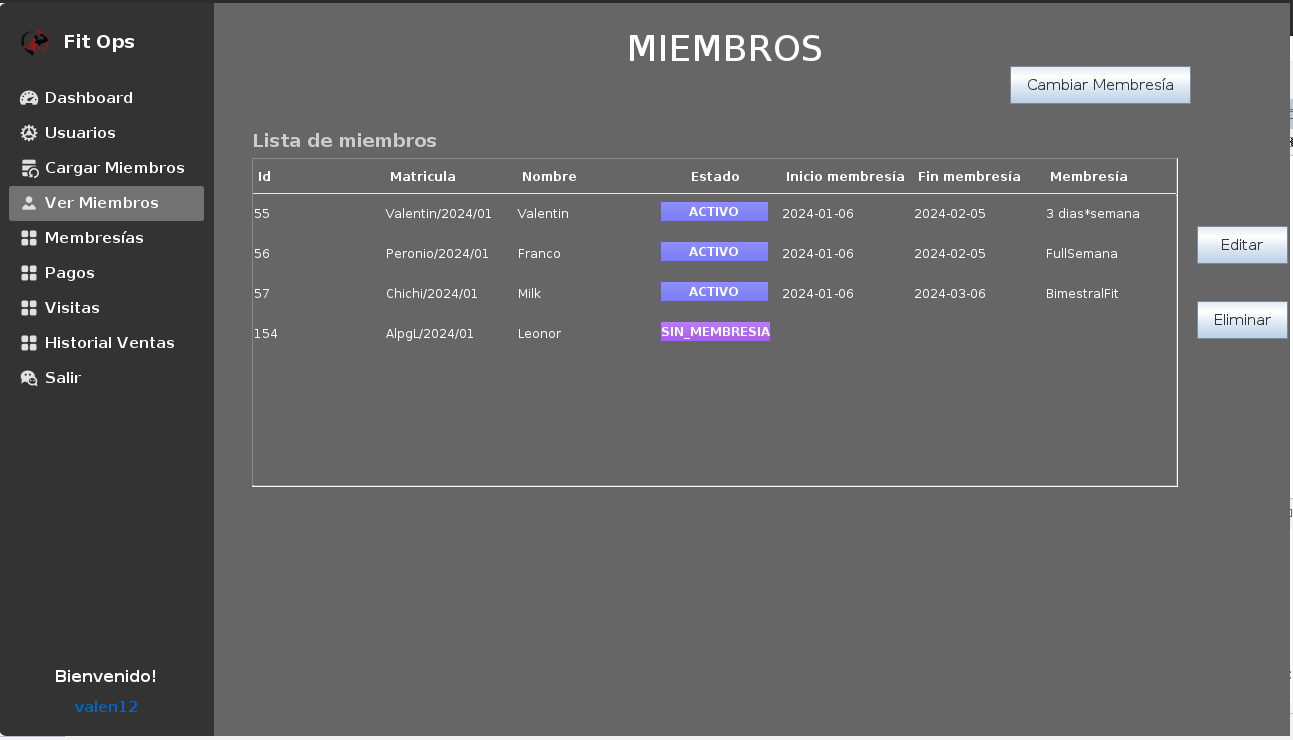 Fit Ops
Dashboard
Usuarios
Cargar Miembros
Ver Miembros
Membresías
Pagos
Visitas
Historial Ventas
Salir
Bienvenido!
valen12
MIEMBROS
Cambiar Membresía
Lista de miembros
Id Matricula Nombre Estado Inicio membresía Fin membresía Membresía
55 Valentin/2024/01 Valentin ACTIVO 2024-01-06 2024-02-05 3 dias*semana
56 Peronio/2024/01 Franco ACTIVO 2024-01-06 2024-02-05 FullSemana
57 Chichi/2024/01 Milk ACTIVO 2024-01-06 2024-03-06 BimestralFit
154 AlpgL/2024/01 Leonor SIN_MEMBRESIA
Editar
Eliminar